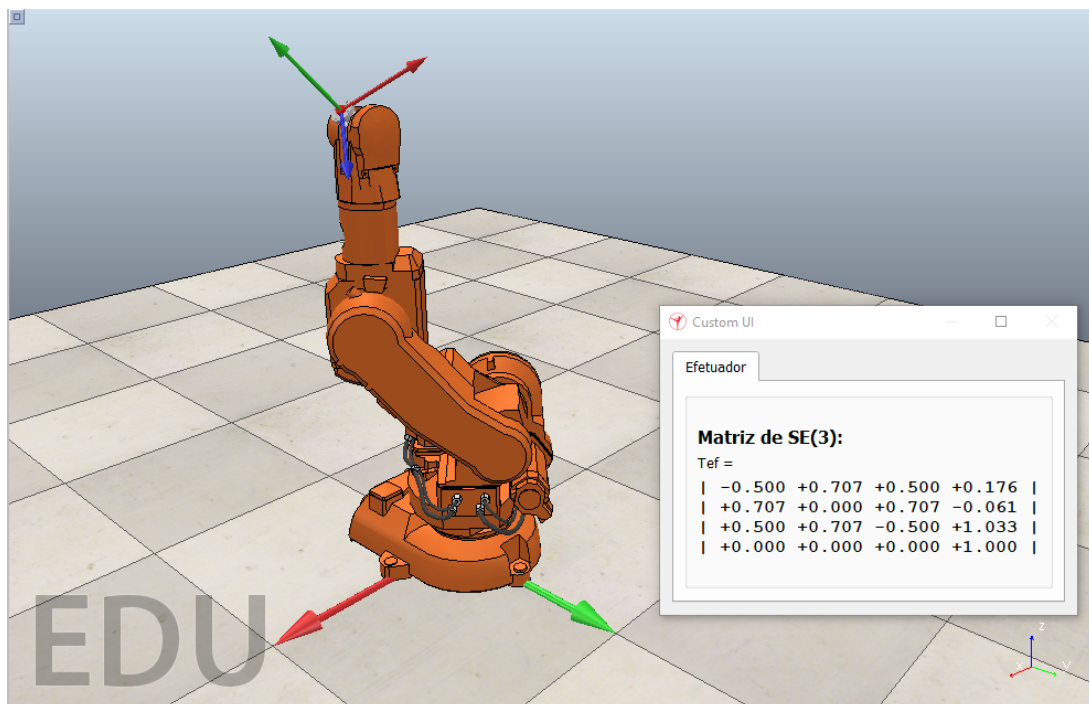 Custom UI
Efetuador
Matriz de SE(3):
Tef =
| -0.500 +0.707 +0.500 +0.176 |
| +0.707 +0.000 +0.707 -0.061 |
| +0.500 +0.707 -0.500 +1.033 |
| +0.000 +0.000 +0.000 +1.000 |
EDU
z
x y